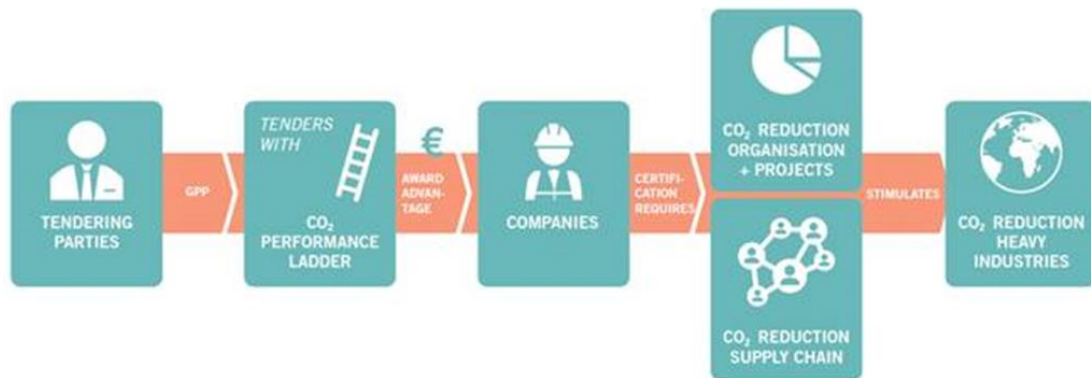 TENDERING
PARTIES
GPP
TENDERS
WITH
CO₂
PERFORMANCE
LADDER
€
AWARD
ADVAN-
TAGE
COMPANIES
CERTIFI-
CATION
REQUIRES
CO₂ REDUCTION
ORGANISATION
+ PROJECTS
CO₂ REDUCTION
SUPPLY CHAIN
STIMULATES
CO₂ REDUCTION
HEAVY
INDUSTRIES